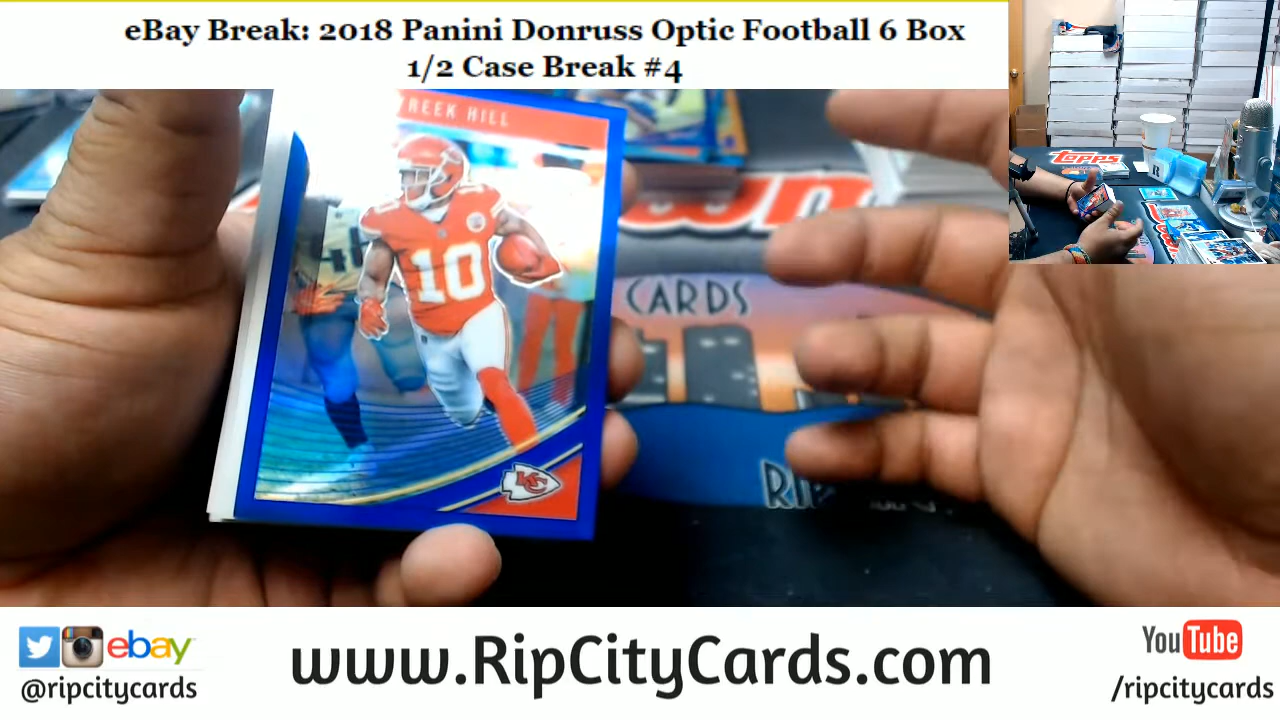 eBay Break: 2018 Panini Donruss Optic Football 6 Box
1/2 Case Break #4
REEK HILL
10
KC
CARDS
topps
ebay
@ripcitycards
www.RipCityCards.com
YouTube
/ripcitycards